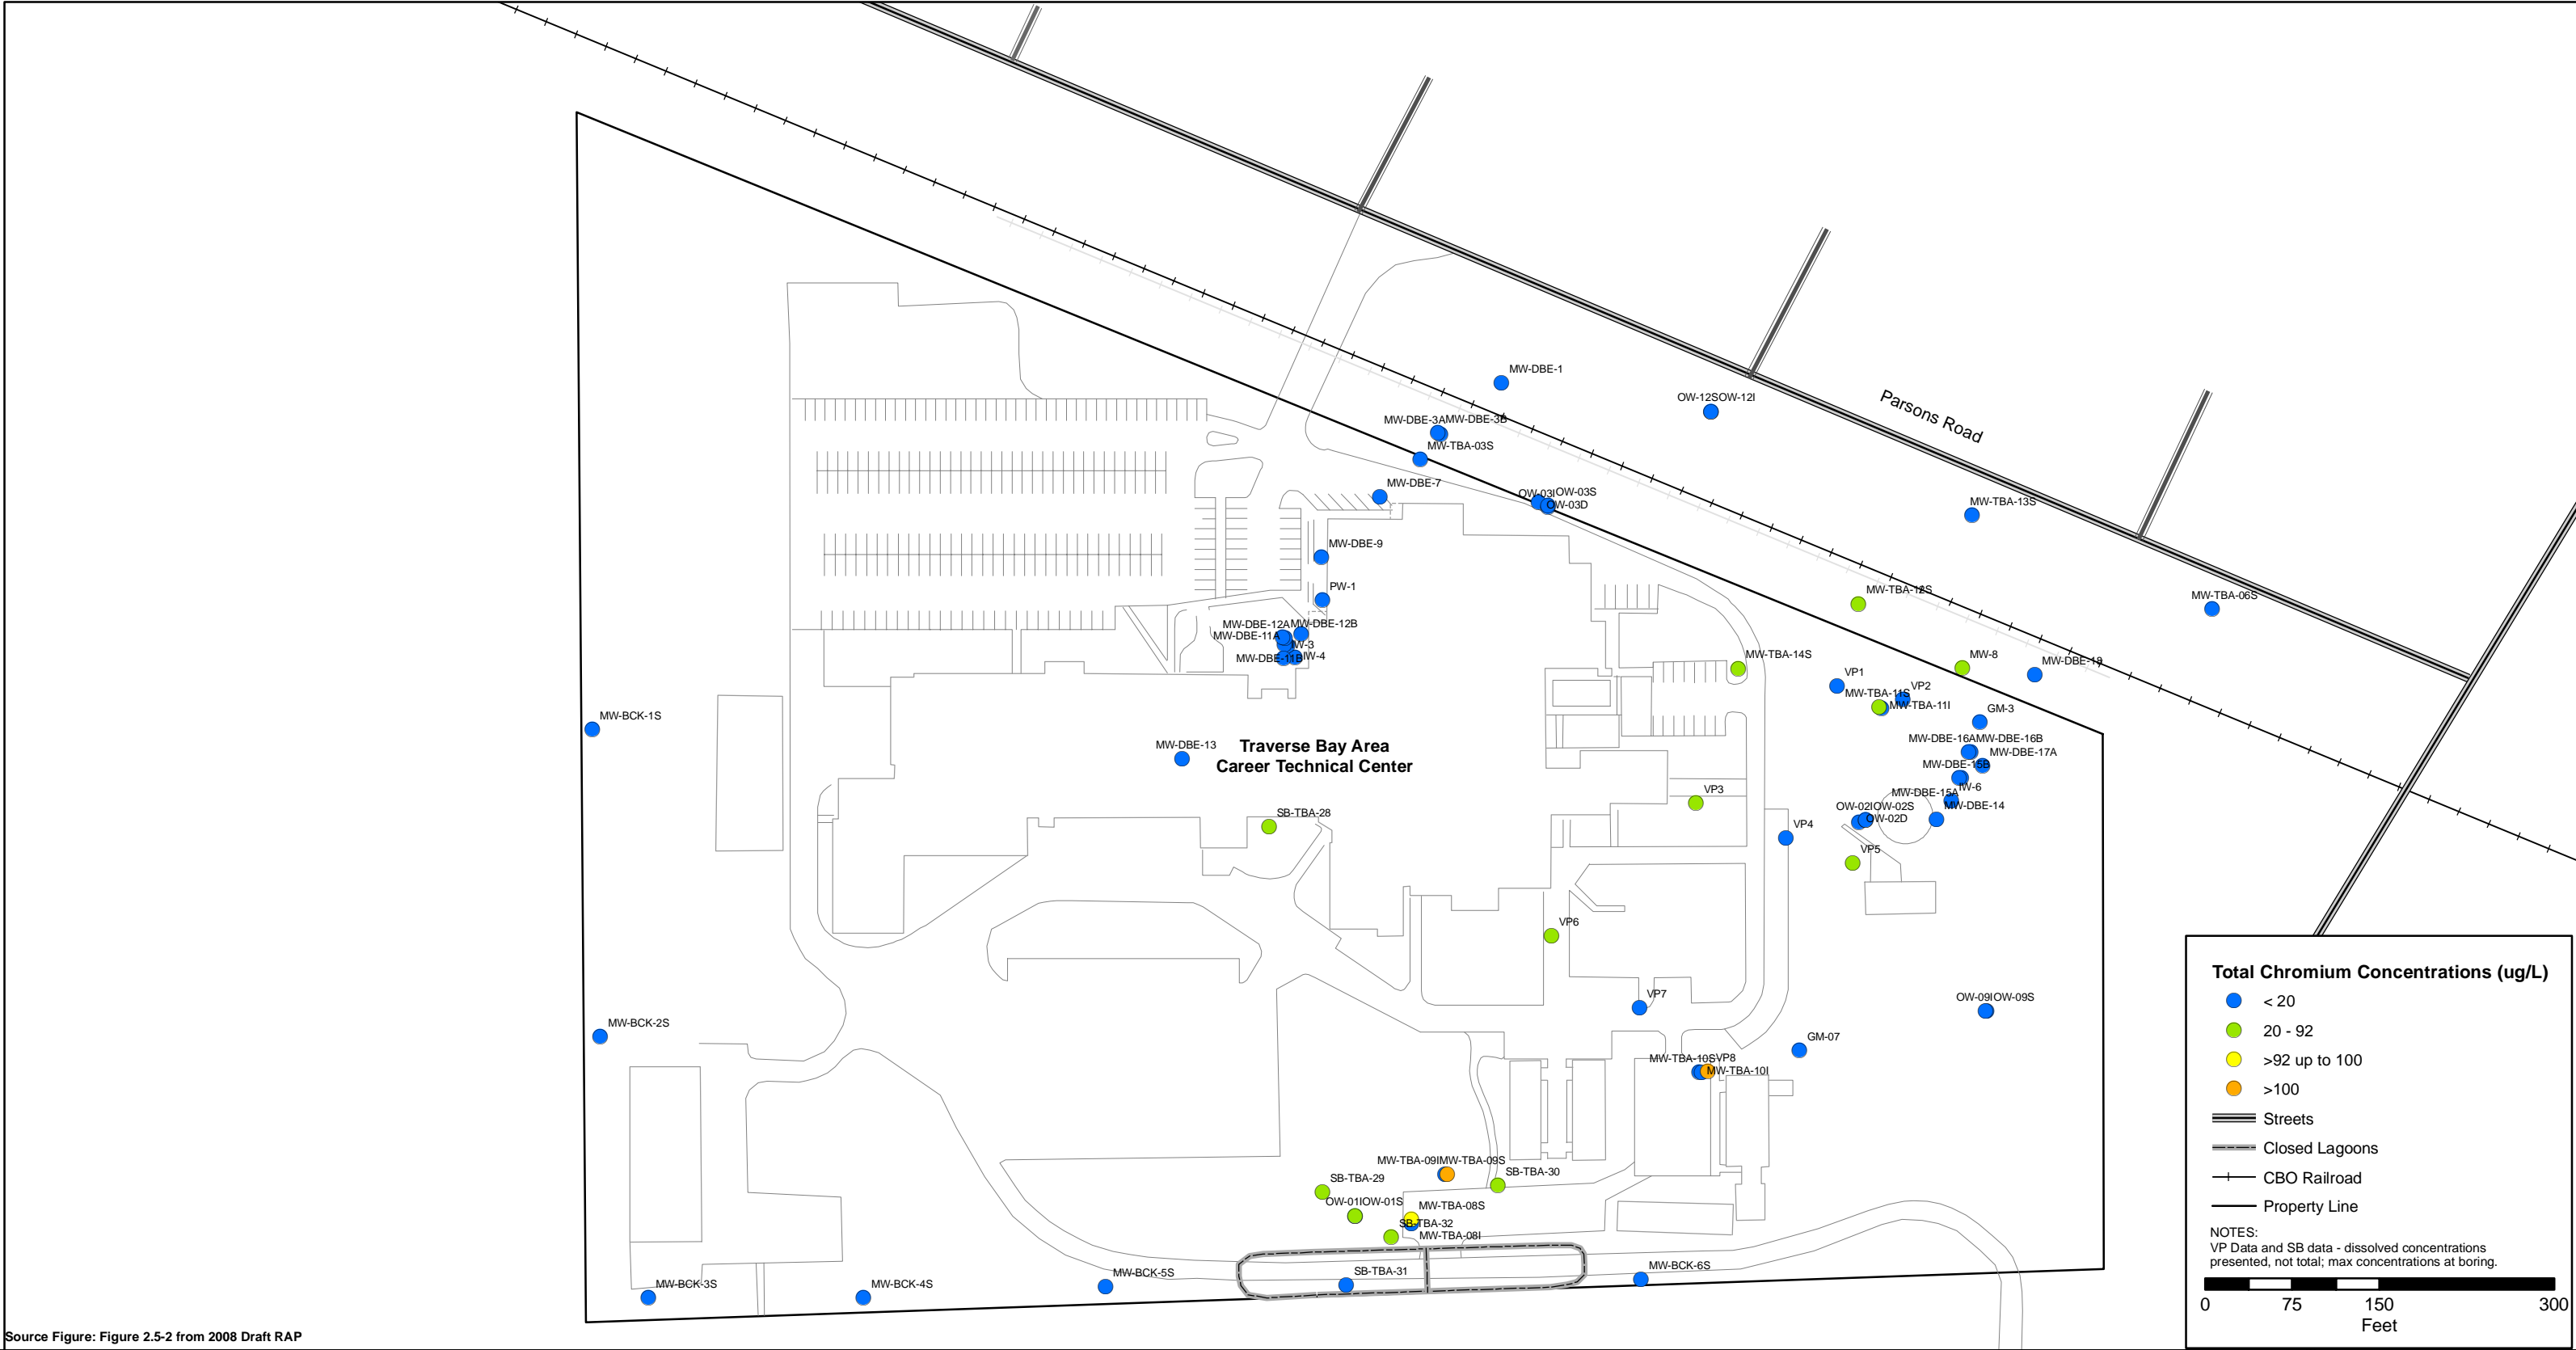 MW-DBE-1
OW-12SOW-12I
Parsons Road
MW-DBE-3AMW-DBE-3B
MW-TBA-03S
MW-DBE-7
OW-03IOW-03S
OW-03D
MW-TBA-13S
MW-DBE-9
PW-1
MW-TBA-06S
MW-DBE-12AMW-DBE-12B
MW-DBE-11A
IW-3
MW-DBE-11B
IW-4
MW-TBA-14S
MW-8
MW-DBE-18
VP1
VP2
MW-TBA-11S
MW-TBA-11I
GM-3
MW-BCK-1S
MW-DBE-16AMW-DBE-16B
MW-DBE-17A
MW-DBE-13
Traverse Bay Area
Career Technical Center
MW-DBE-15B
IW-6
MW-DBE-15A
MW-DBE-14
VP3
OW-02IOW-02S
OW-02D
SB-TBA-28
VP4
VP5
VP6
VP7
OW-09IOW-09S
MW-BCK-2S
GM-07
MW-TBA-10SVP8
MW-TBA-10I
MW-TBA-09IMW-TBA-09S
SB-TBA-30
SB-TBA-29
OW-01IOW-01S
MW-TBA-08S
SB-TBA-32
MW-TBA-08I
MW-BCK-3S
MW-BCK-4S
MW-BCK-5S
SB-TBA-31
MW-BCK-6S
Total Chromium Concentrations (ug/L)
< 20
20 - 92
>92 up to 100
>100
Streets
Closed Lagoons
CBO Railroad
Property Line
NOTES:
VP Data and SB data - dissolved concentrations
presented, not total; max concentrations at boring.
0 75 150 300
Feet
Source Figure: Figure 2.5-2 from 2008 Draft RAP